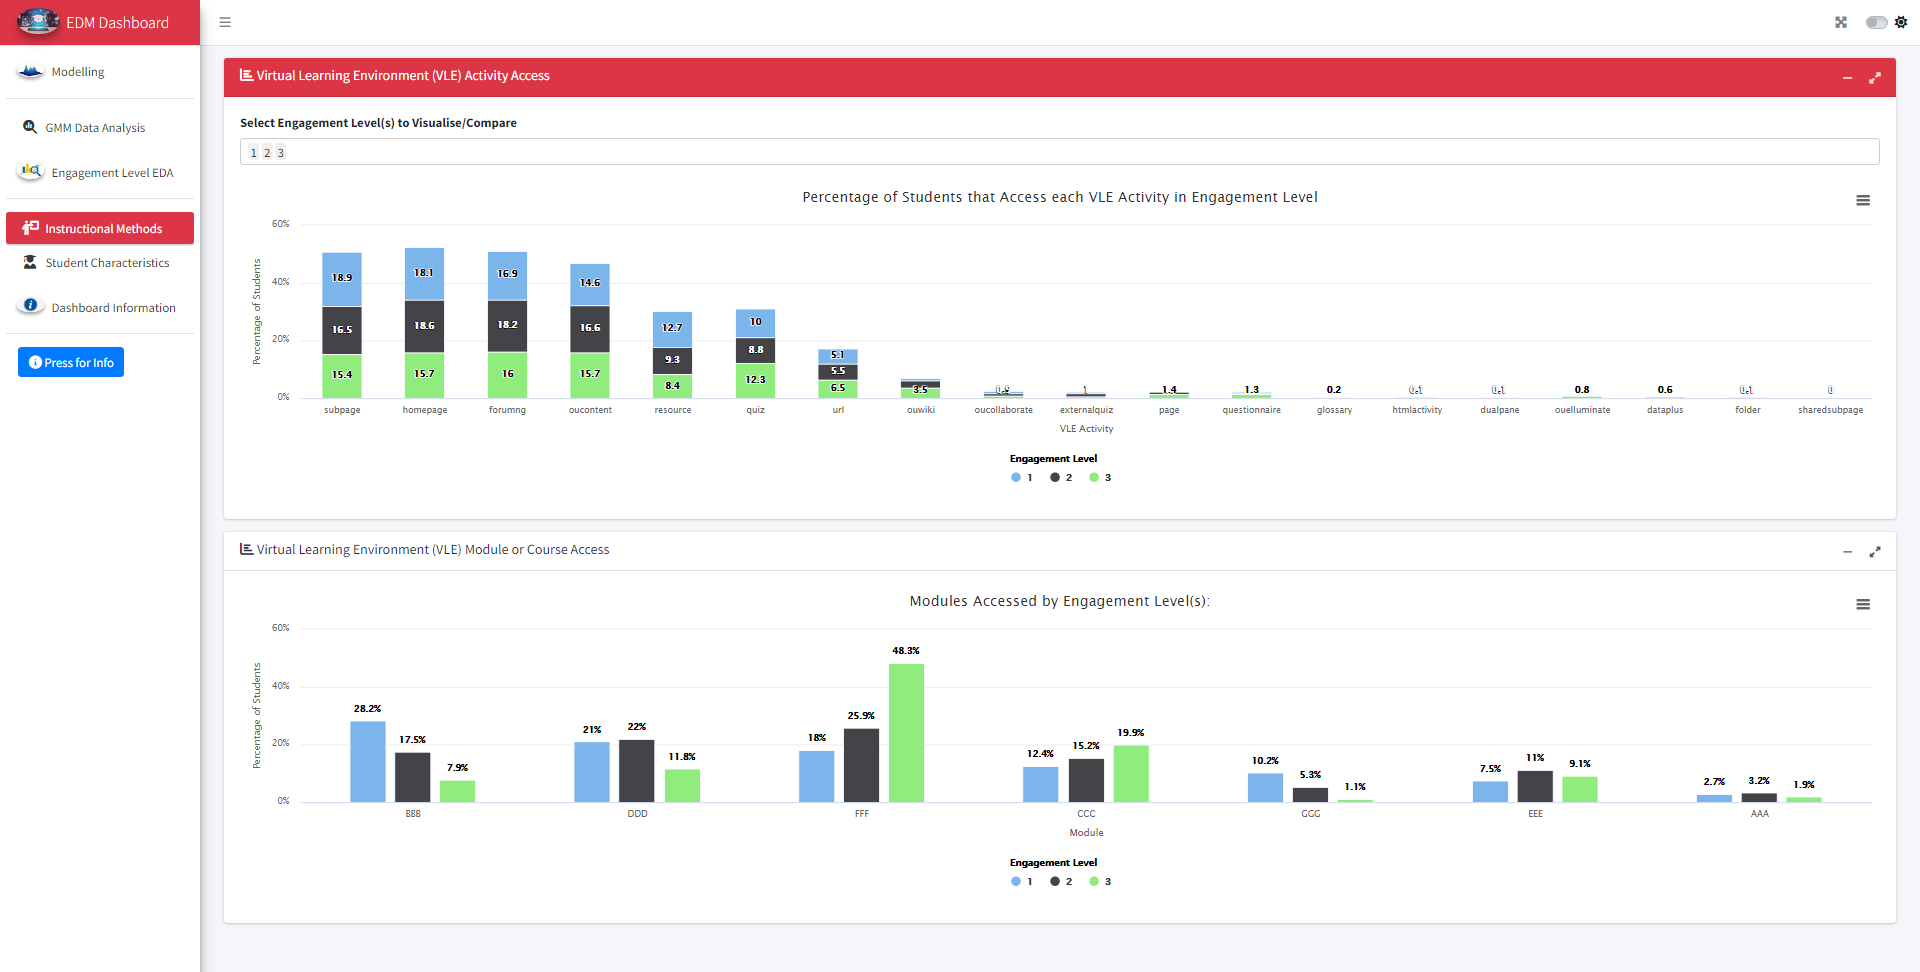 EDM Dashboard
Modelling
GMM Data Analysis
Engagement Level EDA
Instructional Methods
Student Characteristics
Dashboard Information
Press for Info
Virtual Learning Environment (VLE) Activity Access
Select Engagement Level(s) to Visualise/Compare
1 2 3
Percentage of Students that Access each VLE Activity in Engagement Level
Percentage of Students
60%
40%
20%
0%
18.9 18.1 16.9 14.6 12.7 10 5.1
16.5 18.6 18.2 16.6 9.3 8.8 5.5
15.4 15.7 16 15.7 8.4 12.3 6.5 3.5 1 1.4 1.3 0.2 0.1 0.1 0.8 0.6 0.1 0
subpage homepage forumng oucontent resource quiz url ouwiki oucollaborate externalquiz page questionnaire glossary htmlactivity dualpane ouelluminate dataplus folder sharedsubpage
VLE Activity
Engagement Level
1 2 3
Virtual Learning Environment (VLE) Module or Course Access
Modules Accessed by Engagement Level(s):
Percentage of Students
60%
40%
20%
0%
28.2% 17.5% 7.9% 21% 22% 11.8% 18% 25.9% 48.3% 12.4% 15.2% 19.9% 10.2% 5.3% 1.1% 7.5% 11% 9.1% 2.7% 3.2% 1.9%
BBB DDD FFF CCC GGG EEE AAA
Module
Engagement Level
1 2 3